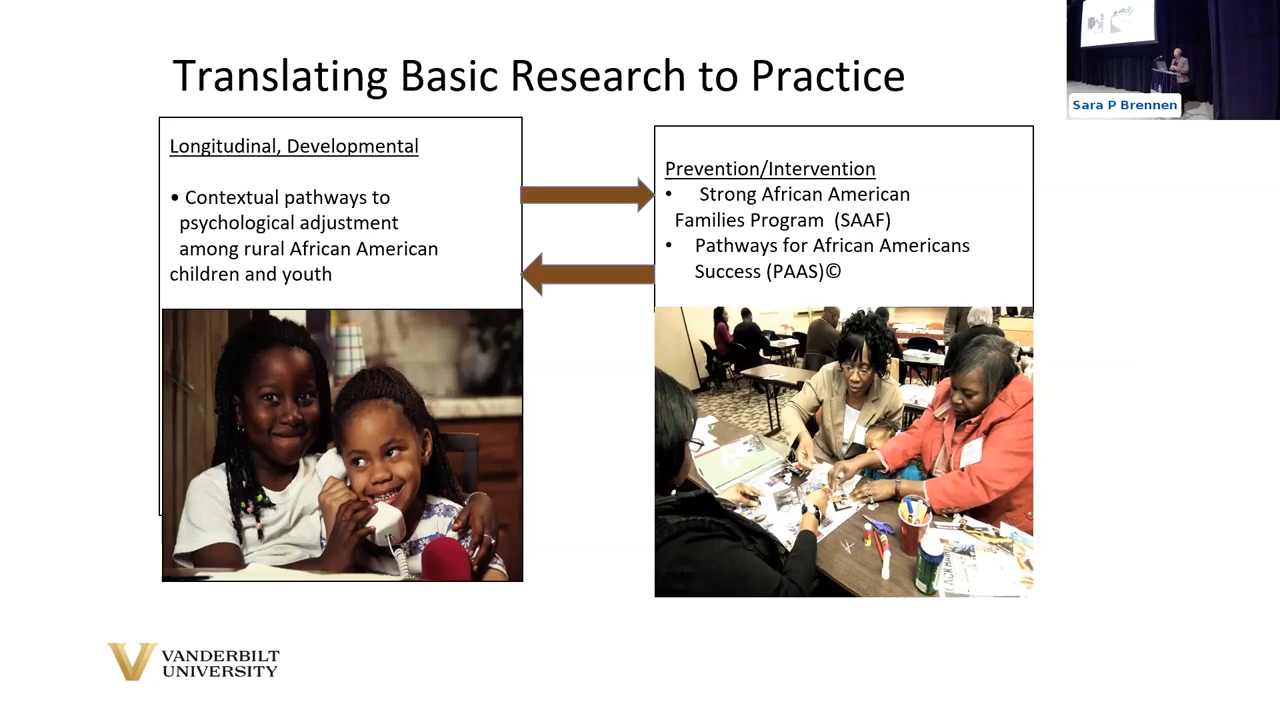 Translating Basic Research to Practice
Longitudinal, Developmental
• Contextual pathways to
psychological adjustment
among rural African American
children and youth
Prevention/Intervention
• Strong African American
Families Program (SAAF)
• Pathways for African Americans
Success (PAAS)©
VANDERBILT
UNIVERSITY
Sara P Brennen